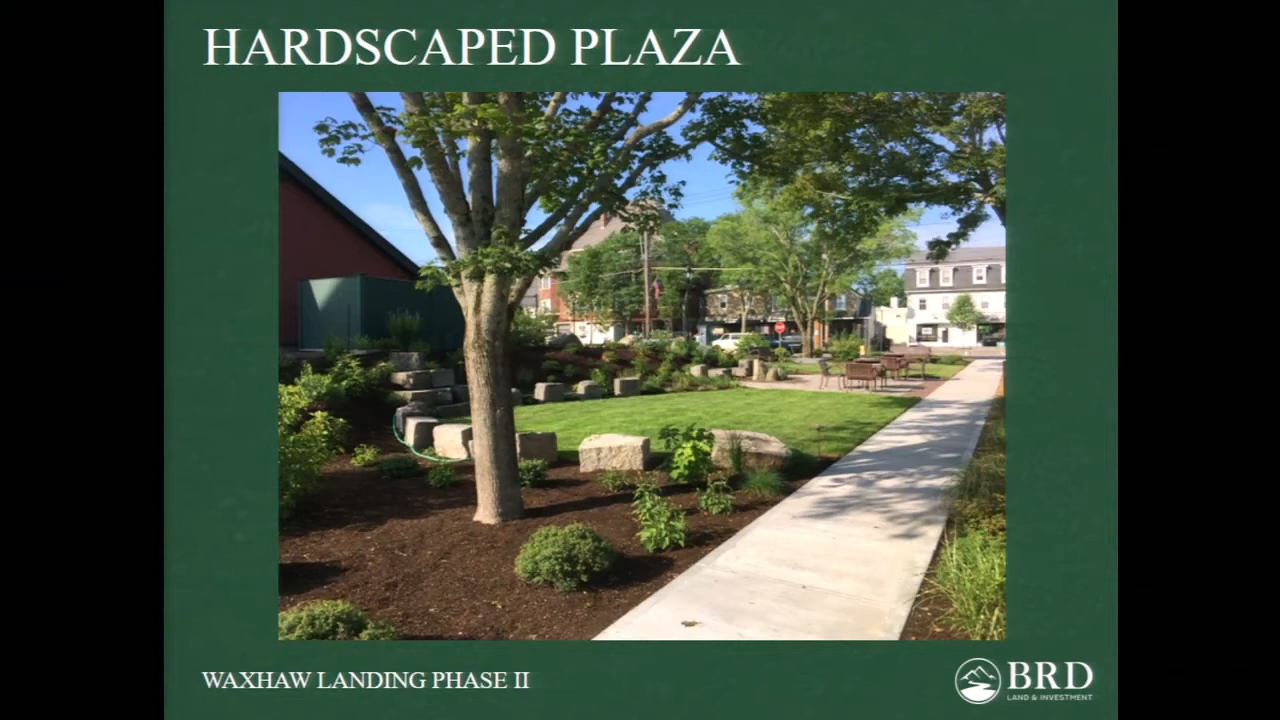 HARDSCAPED PLAZA
WAXHAW LANDING PHASE II
BRD
LAND & INVESTMENT